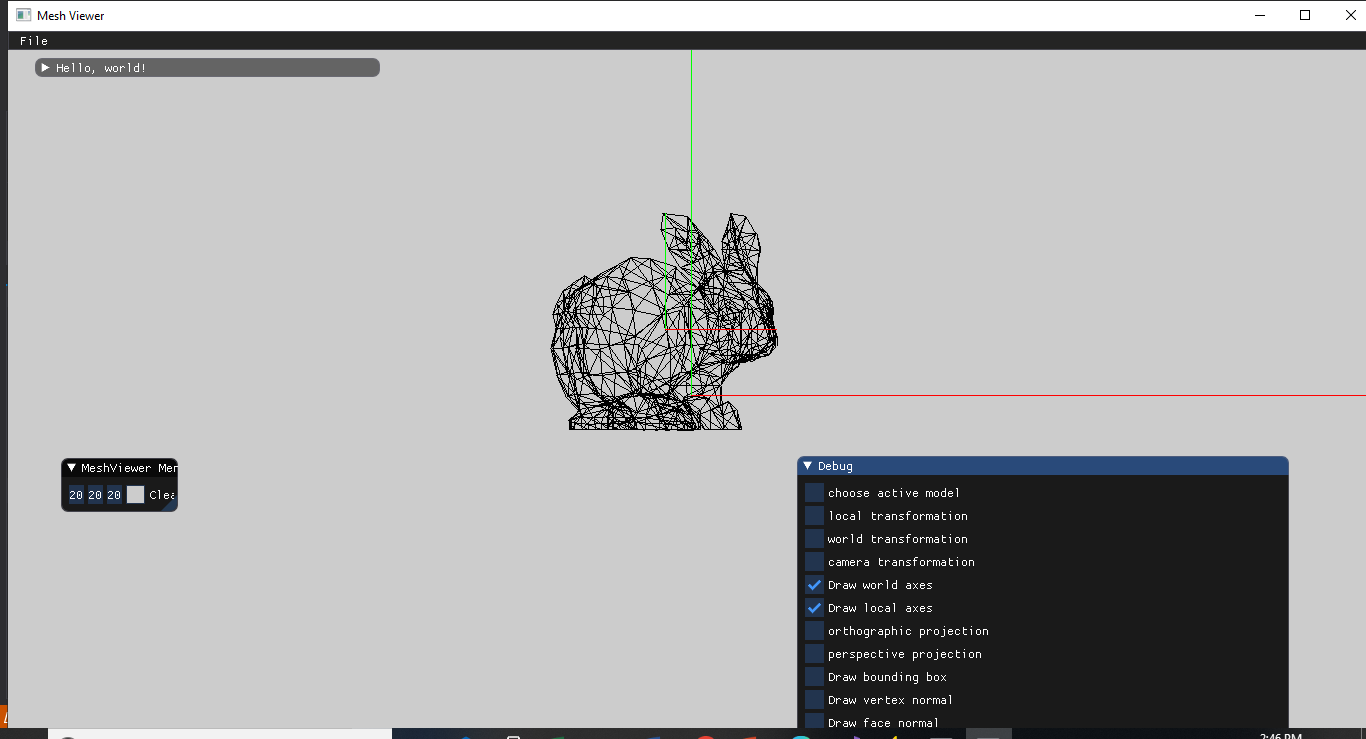 Mesh Viewer
File
Hello, world!
MeshViewer
20 20 20
Debug
choose active model
local transformation
world transformation
camera transformation
Draw world axes
Draw local axes
orthographic projection
perspective projection
Draw bounding box
Draw vertex normal
Draw face normal
2:46 PM